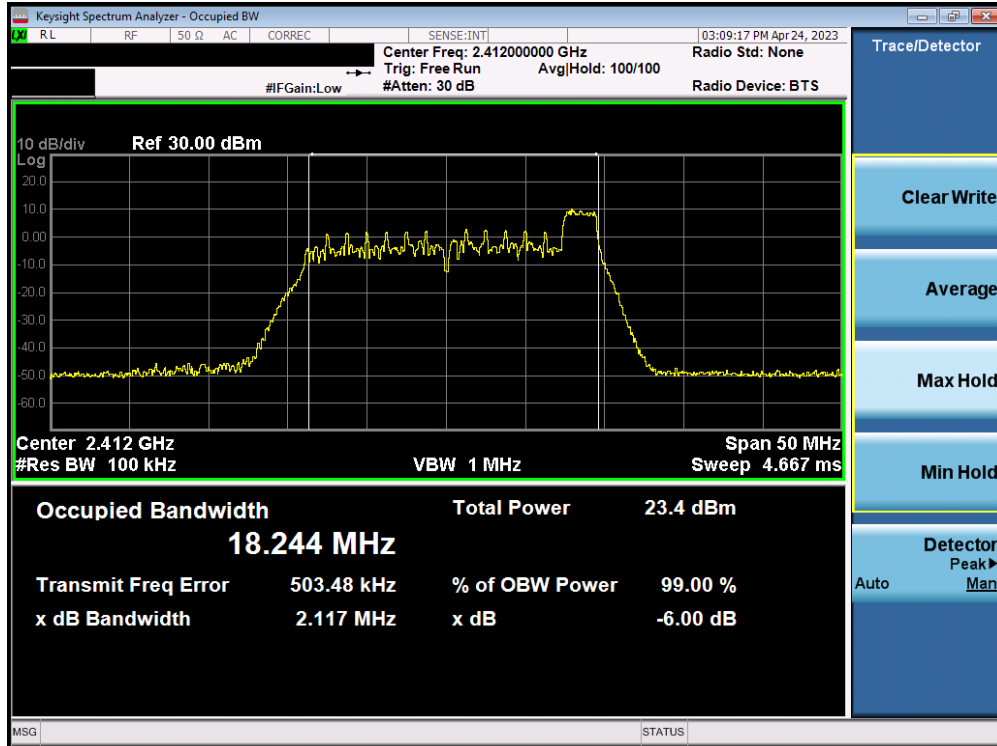 Keysight Spectrum Analyzer - Occupied BW
LXI RL RF 50 Ω AC CORREC SENSE:INT 03:09:17 PM Apr 24, 2023
Center Freq: 2.412000000 GHz Radio Std: None
Trig: Free Run Avg|Hold: 100/100
#IFGain:Low #Atten: 30 dB Radio Device: BTS
10 dB/div Ref 30.00 dBm
Log
20.0
10.0
0.00
-10.0
-20.0
-30.0
-40.0
-50.0
-60.0
Center 2.412 GHz Span 50 MHz
#Res BW 100 kHz VBW 1 MHz Sweep 4.667 ms
Occupied Bandwidth Total Power 23.4 dBm
18.244 MHz
Transmit Freq Error 503.48 kHz % of OBW Power 99.00 %
x dB Bandwidth 2.117 MHz x dB -6.00 dB
MSG STATUS
Trace/Detector
Clear Write
Average
Max Hold
Min Hold
Detector
Peak▶
Auto Man